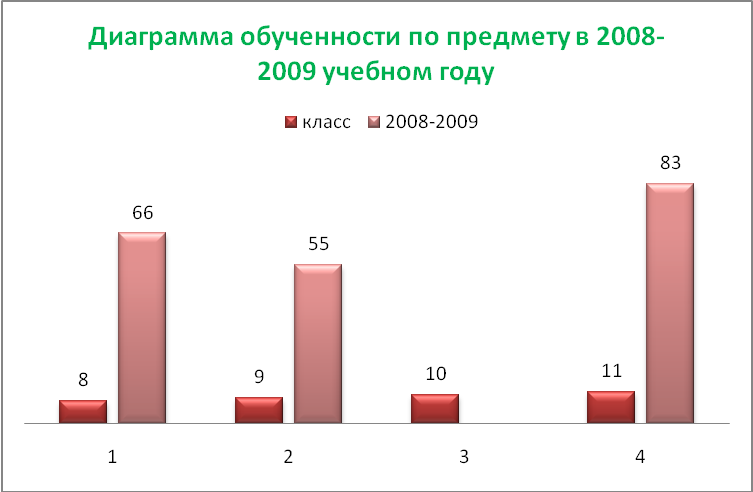 Диаграмма обученности по предмету в 2008-
2009 учебном году
класс 2008-2009
83
66
55
8 9 10 11
1 2 3 4